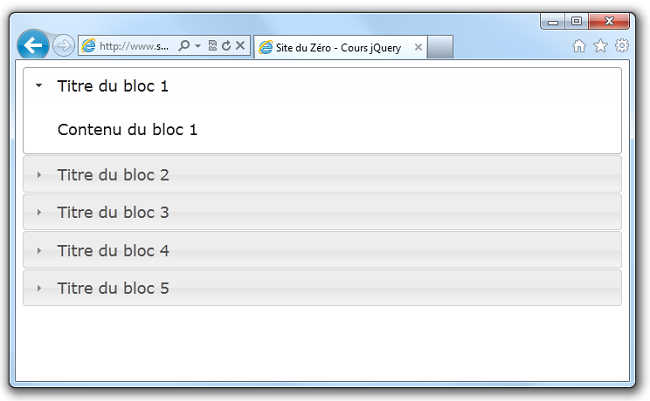 http://www.s...
Site du Zéro - Cours jQuery
Titre du bloc 1
Contenu du bloc 1
Titre du bloc 2
Titre du bloc 3
Titre du bloc 4
Titre du bloc 5